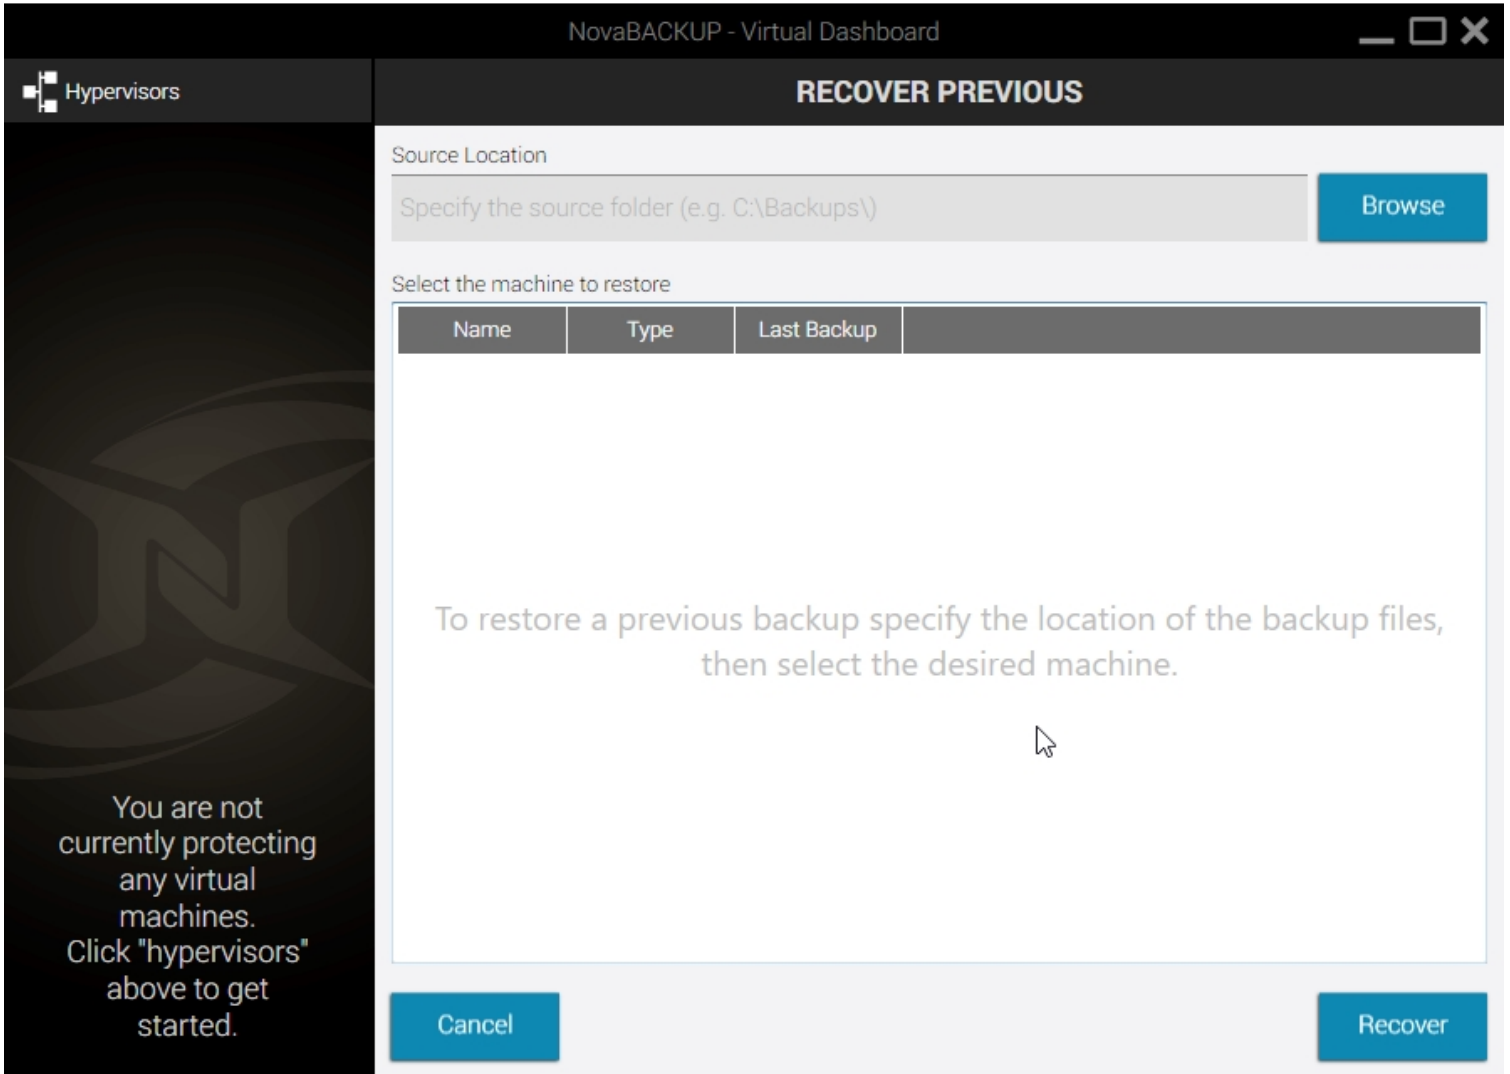 NovaBACKUP - Virtual Dashboard
Hypervisors
RECOVER PREVIOUS
Source Location
Specify the source folder (e.g. C:\Backups\)
Browse
Select the machine to restore
Name Type Last Backup
To restore a previous backup specify the location of the backup files,
then select the desired machine.
You are not
currently protecting
any virtual
machines.
Click "hypervisors"
above to get
started.
Cancel
Recover